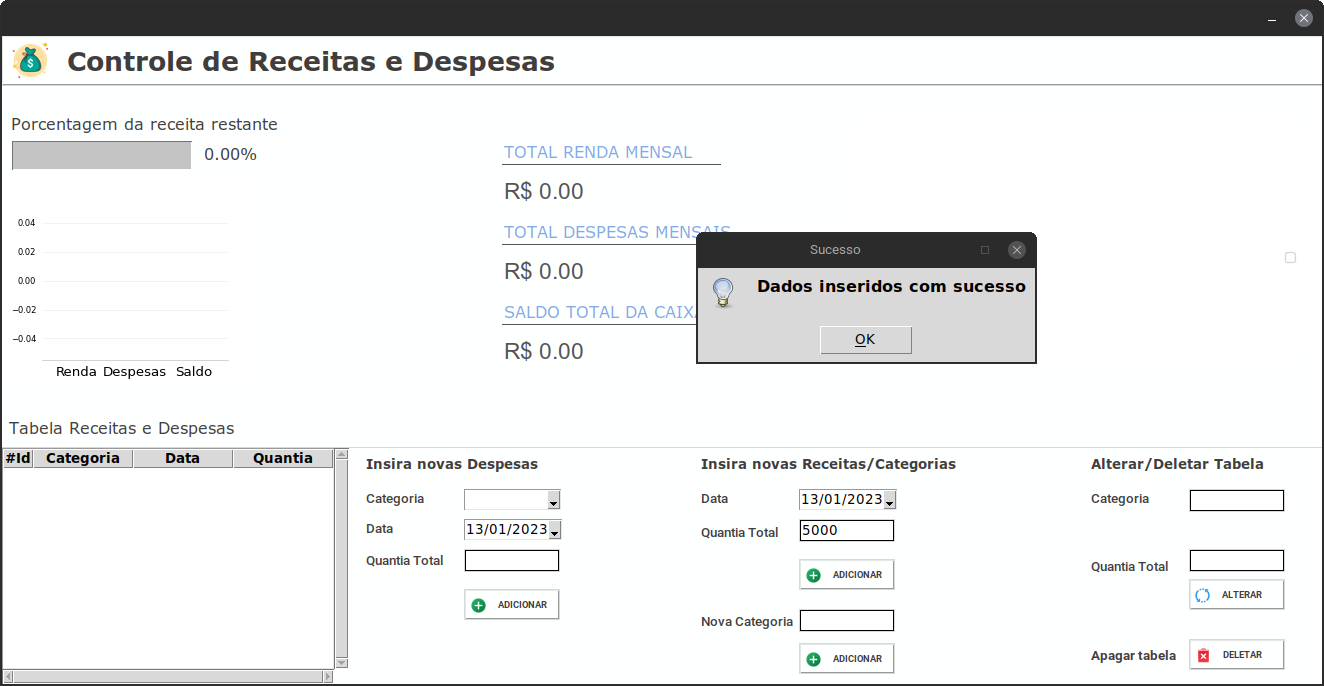 Controle de Receitas e Despesas
Porcentagem da receita restante
0.00%
TOTAL RENDA MENSAL
R$ 0.00
TOTAL DESPESAS MENSAIS
R$ 0.00
SALDO TOTAL DA CAIXA
R$ 0.00
0.04
0.02
0.00
−0.02
−0.04
Renda Despesas Saldo
Sucesso
Dados inseridos com sucesso
OK
Tabela Receitas e Despesas
#Id Categoria Data Quantia
Insira novas Despesas
Categoria
Data 13/01/2023
Quantia Total
ADICIONAR
Insira novas Receitas/Categorias
Data 13/01/2023
Quantia Total 5000
ADICIONAR
Nova Categoria
ADICIONAR
Alterar/Deletar Tabela
Categoria
Quantia Total
ALTERAR
Apagar tabela DELETAR